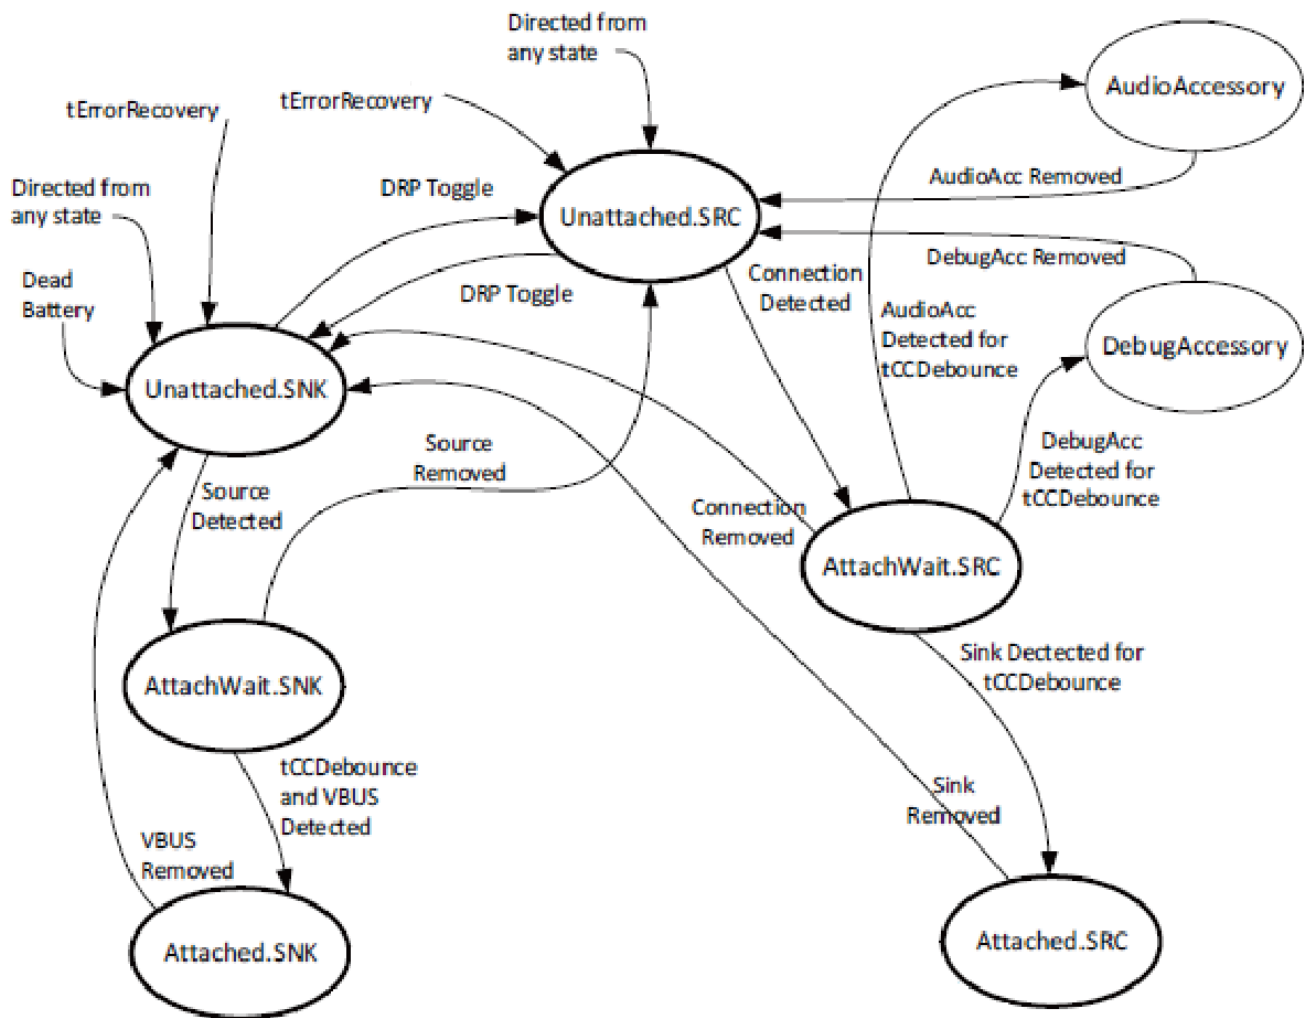 Directed from
any state
tErrorRecovery
tErrorRecovery
AudioAccessory
AudioAcc Removed
Directed from
any state
DRP Toggle
Unattached.SRC
DebugAcc Removed
Dead
Battery
DRP Toggle
Connection
Detected
AudioAcc
Detected for
tCCDebounce
DebugAccessory
Unattached.SNK
Source
Removed
DebugAcc
Detected for
tCCDebounce
Source
Detected
Connection
Removed
AttachWait.SRC
AttachWait.SNK
Sink Dectected for
tCCDebounce
tCCDebounce
and VBUS
Detected
Sink
Removed
VBUS
Removed
Attached.SNK
Attached.SRC